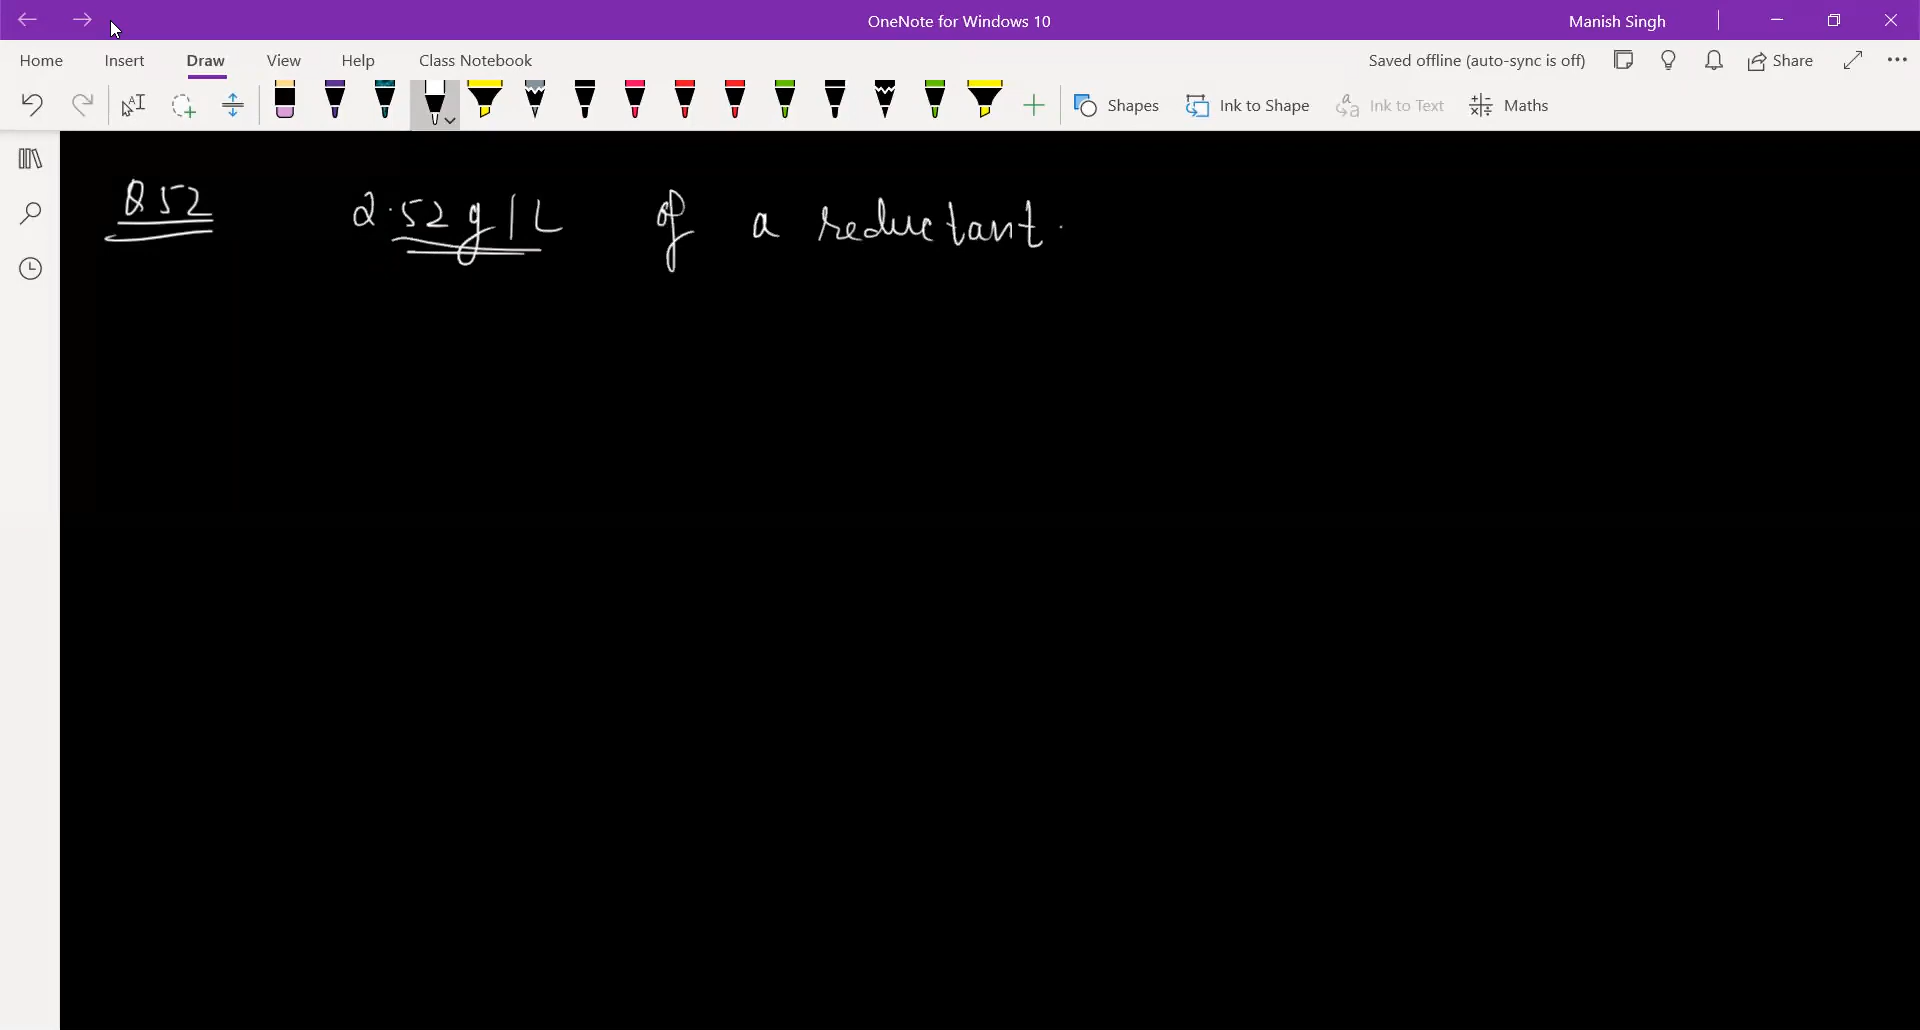 OneNote for Windows 10
Manish Singh
Home Insert Draw View Help Class Notebook
Saved offline (auto-sync is off) Share
Shapes Ink to Shape Ink to Text Maths
Q 52 2.52 g/L of a reductant.